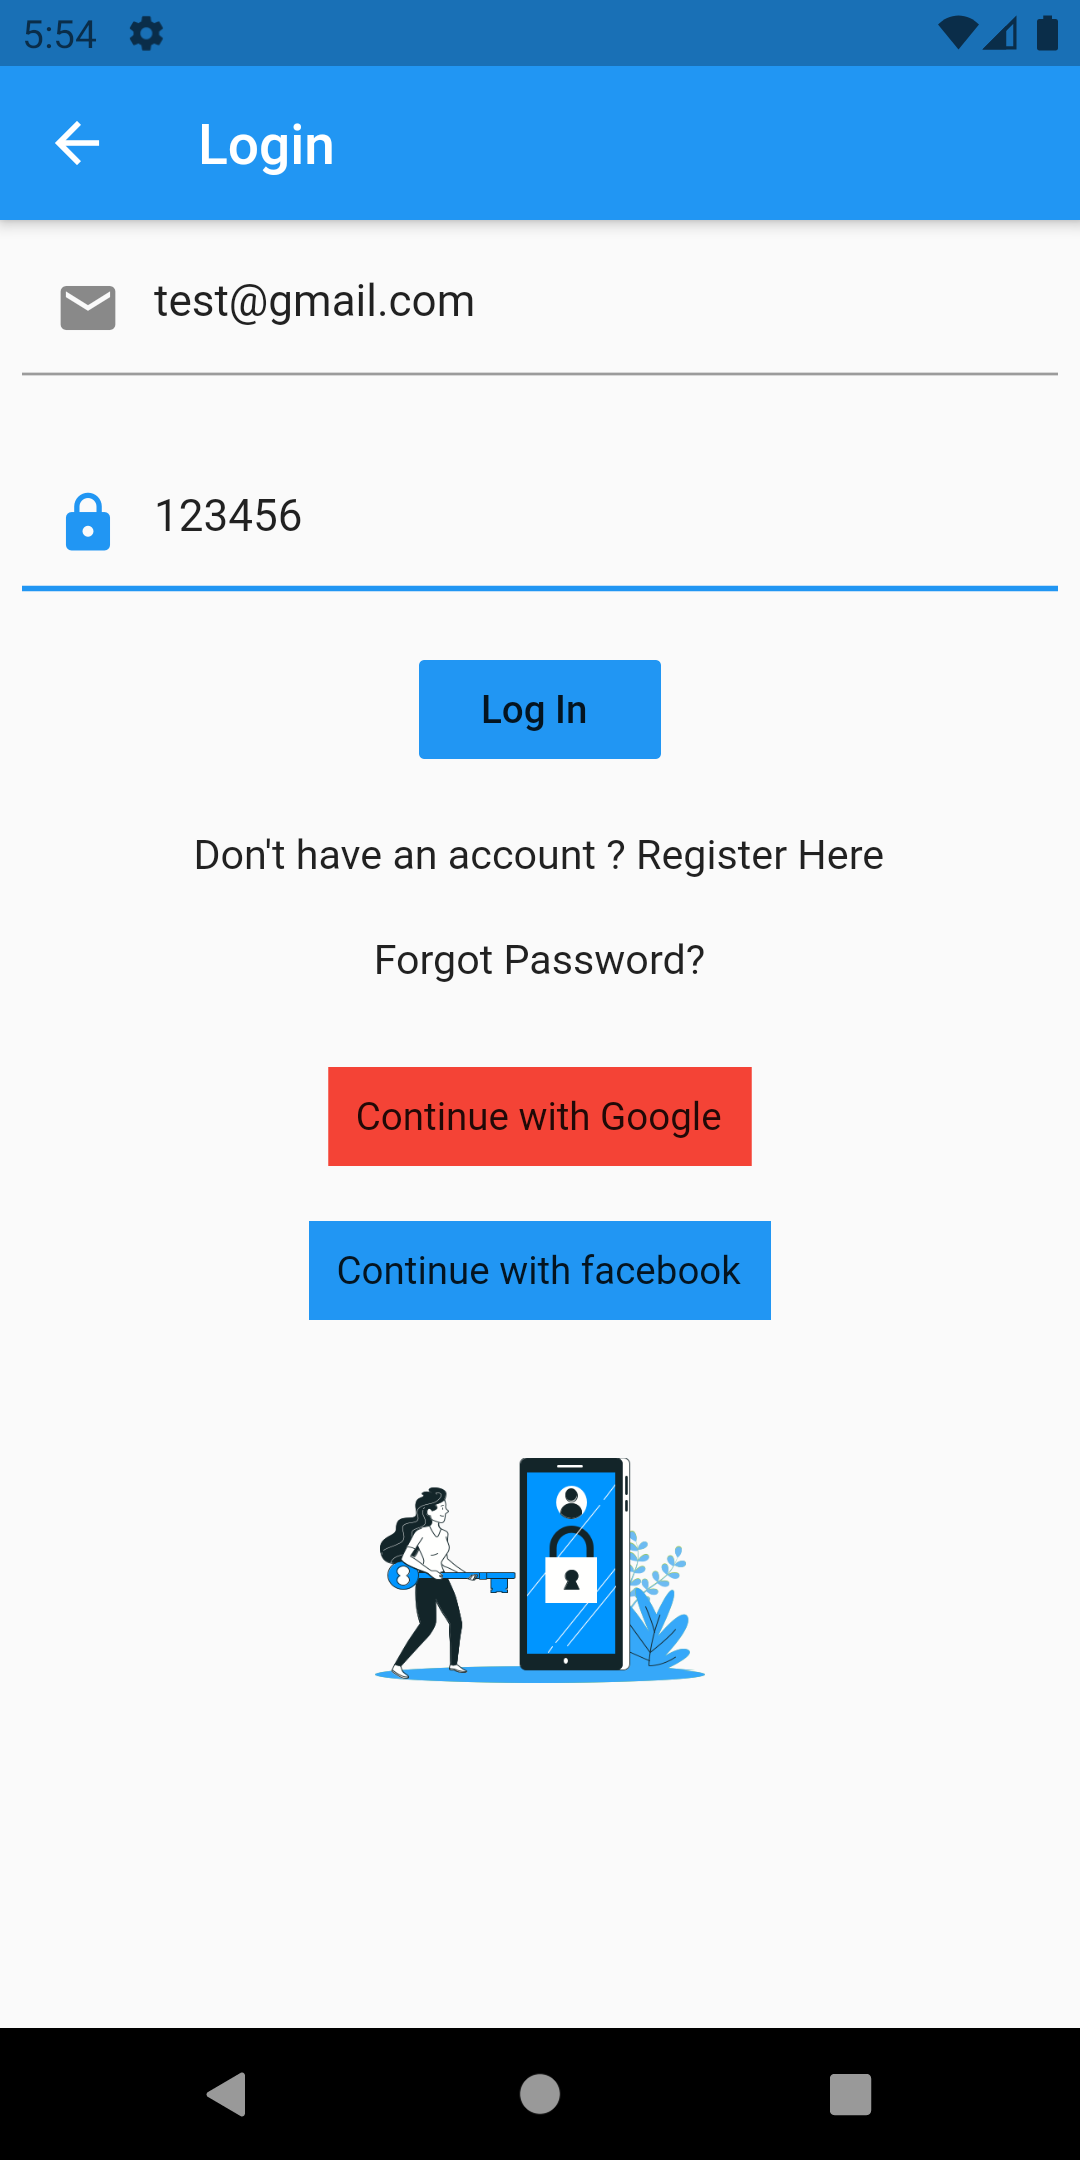 5:54
Login
test@gmail.com
123456
Log In
Don't have an account ? Register Here
Forgot Password?
Continue with Google
Continue with facebook